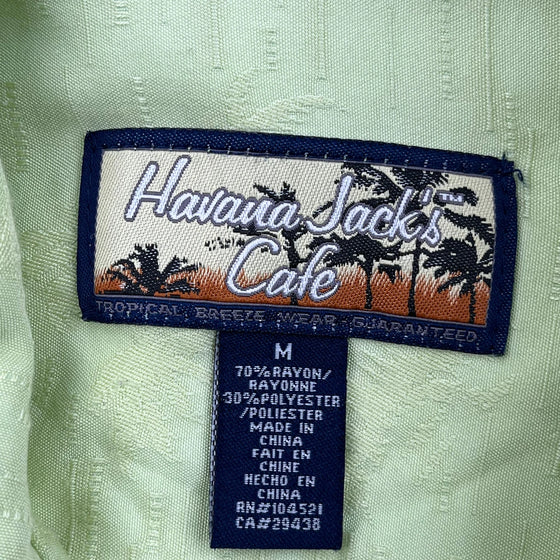 Havana Jack's™
Cafe
TROPICAL BREEZE WEAR GUARANTEED
M
70%RAYON/
RAYONNE
30%POLYESTER
/POLIESTER
MADE IN
CHINA
FAIT EN
CHINE
HECHO EN
CHINA
RN#104521
CA#29438